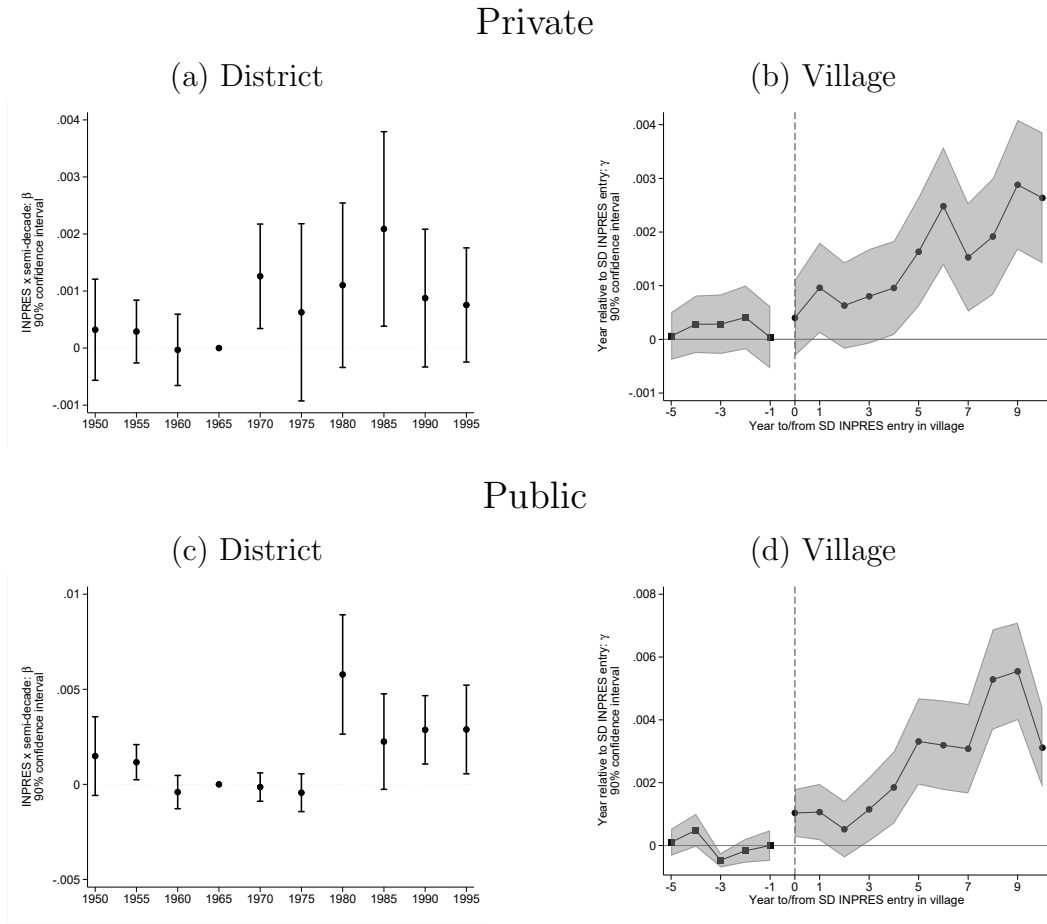 Private
(a) District
(b) Village
INPRES x semi-decade: β
90% confidence interval
.004
.003
.002
.001
0
-.001
1950 1955 1960 1965 1970 1975 1980 1985 1990 1995
Year relative to SD INPRES entry: γ
90% confidence interval
.004
.003
.002
.001
0
-.001
-5 -3 -1 0 1 3 5 7 9
Year to/from SD INPRES entry in village
Public
(c) District
(d) Village
INPRES x semi-decade: β
90% confidence interval
.01
.005
0
-.005
1950 1955 1960 1965 1970 1975 1980 1985 1990 1995
Year relative to SD INPRES entry: γ
90% confidence interval
.008
.006
.004
.002
0
-5 -3 -1 0 1 3 5 7 9
Year to/from SD INPRES entry in village